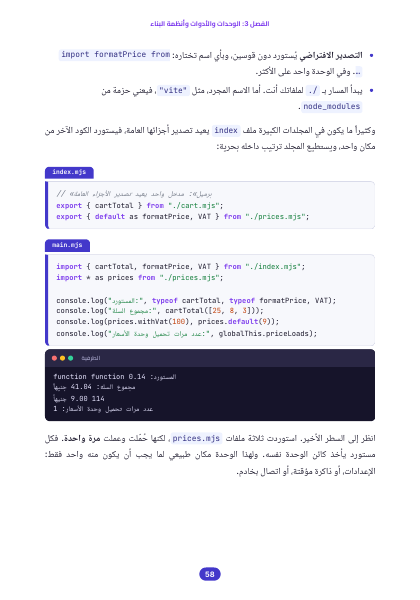 الفصل 3: الوحدات والأدوات وأنظمة البناء
• التصدير الافتراضي يُستورد دون قوسين، وبأي اسم تختاره: import formatPrice from
... وفي الوحدة واحد على الأكثر.
• يبدأ المسار بـ ./ لملفاتك أنت. أما الاسم المجرد، مثل "vite"، فيعني حزمة من
node_modules.
وكثيراً ما يكون في المجلدات الكبيرة ملف index يعيد تصدير أجزائها العامة، فيستورد الكود الآخر من
مكان واحد، ويستطيع المجلد ترتيب داخله بحرية:
index.mjs
// «برميل»: مدخل واحد يعيد تصدير الأجزاء العامة
export { cartTotal } from "./cart.mjs";
export { default as formatPrice, VAT } from "./prices.mjs";
main.mjs
import { cartTotal, formatPrice, VAT } from "./index.mjs";
import * as prices from "./prices.mjs";
console.log("المستورد:", typeof cartTotal, typeof formatPrice, VAT);
console.log("مجموع السلة:", cartTotal([25, 8, 3]));
console.log(prices.withVat(100), prices.default(9));
console.log("عدد مرات تحميل وحدة الأسعار:", globalThis.priceLoads);
الطرفية
المستورد: function function 0.14
مجموع السلة: 41.04 جنيهاً
114 9.00 جنيهاً
عدد مرات تحميل وحدة الأسعار: 1
انظر إلى السطر الأخير. استوردت ثلاثة ملفات prices.mjs، لكنها حُمّلت وعملت مرة واحدة. فكل
مستورد يأخذ كائن الوحدة نفسه. ولهذا الوحدة مكان طبيعي لما يجب أن يكون منه واحد فقط:
الإعدادات، أو ذاكرة مؤقتة، أو اتصال بخادم.
58